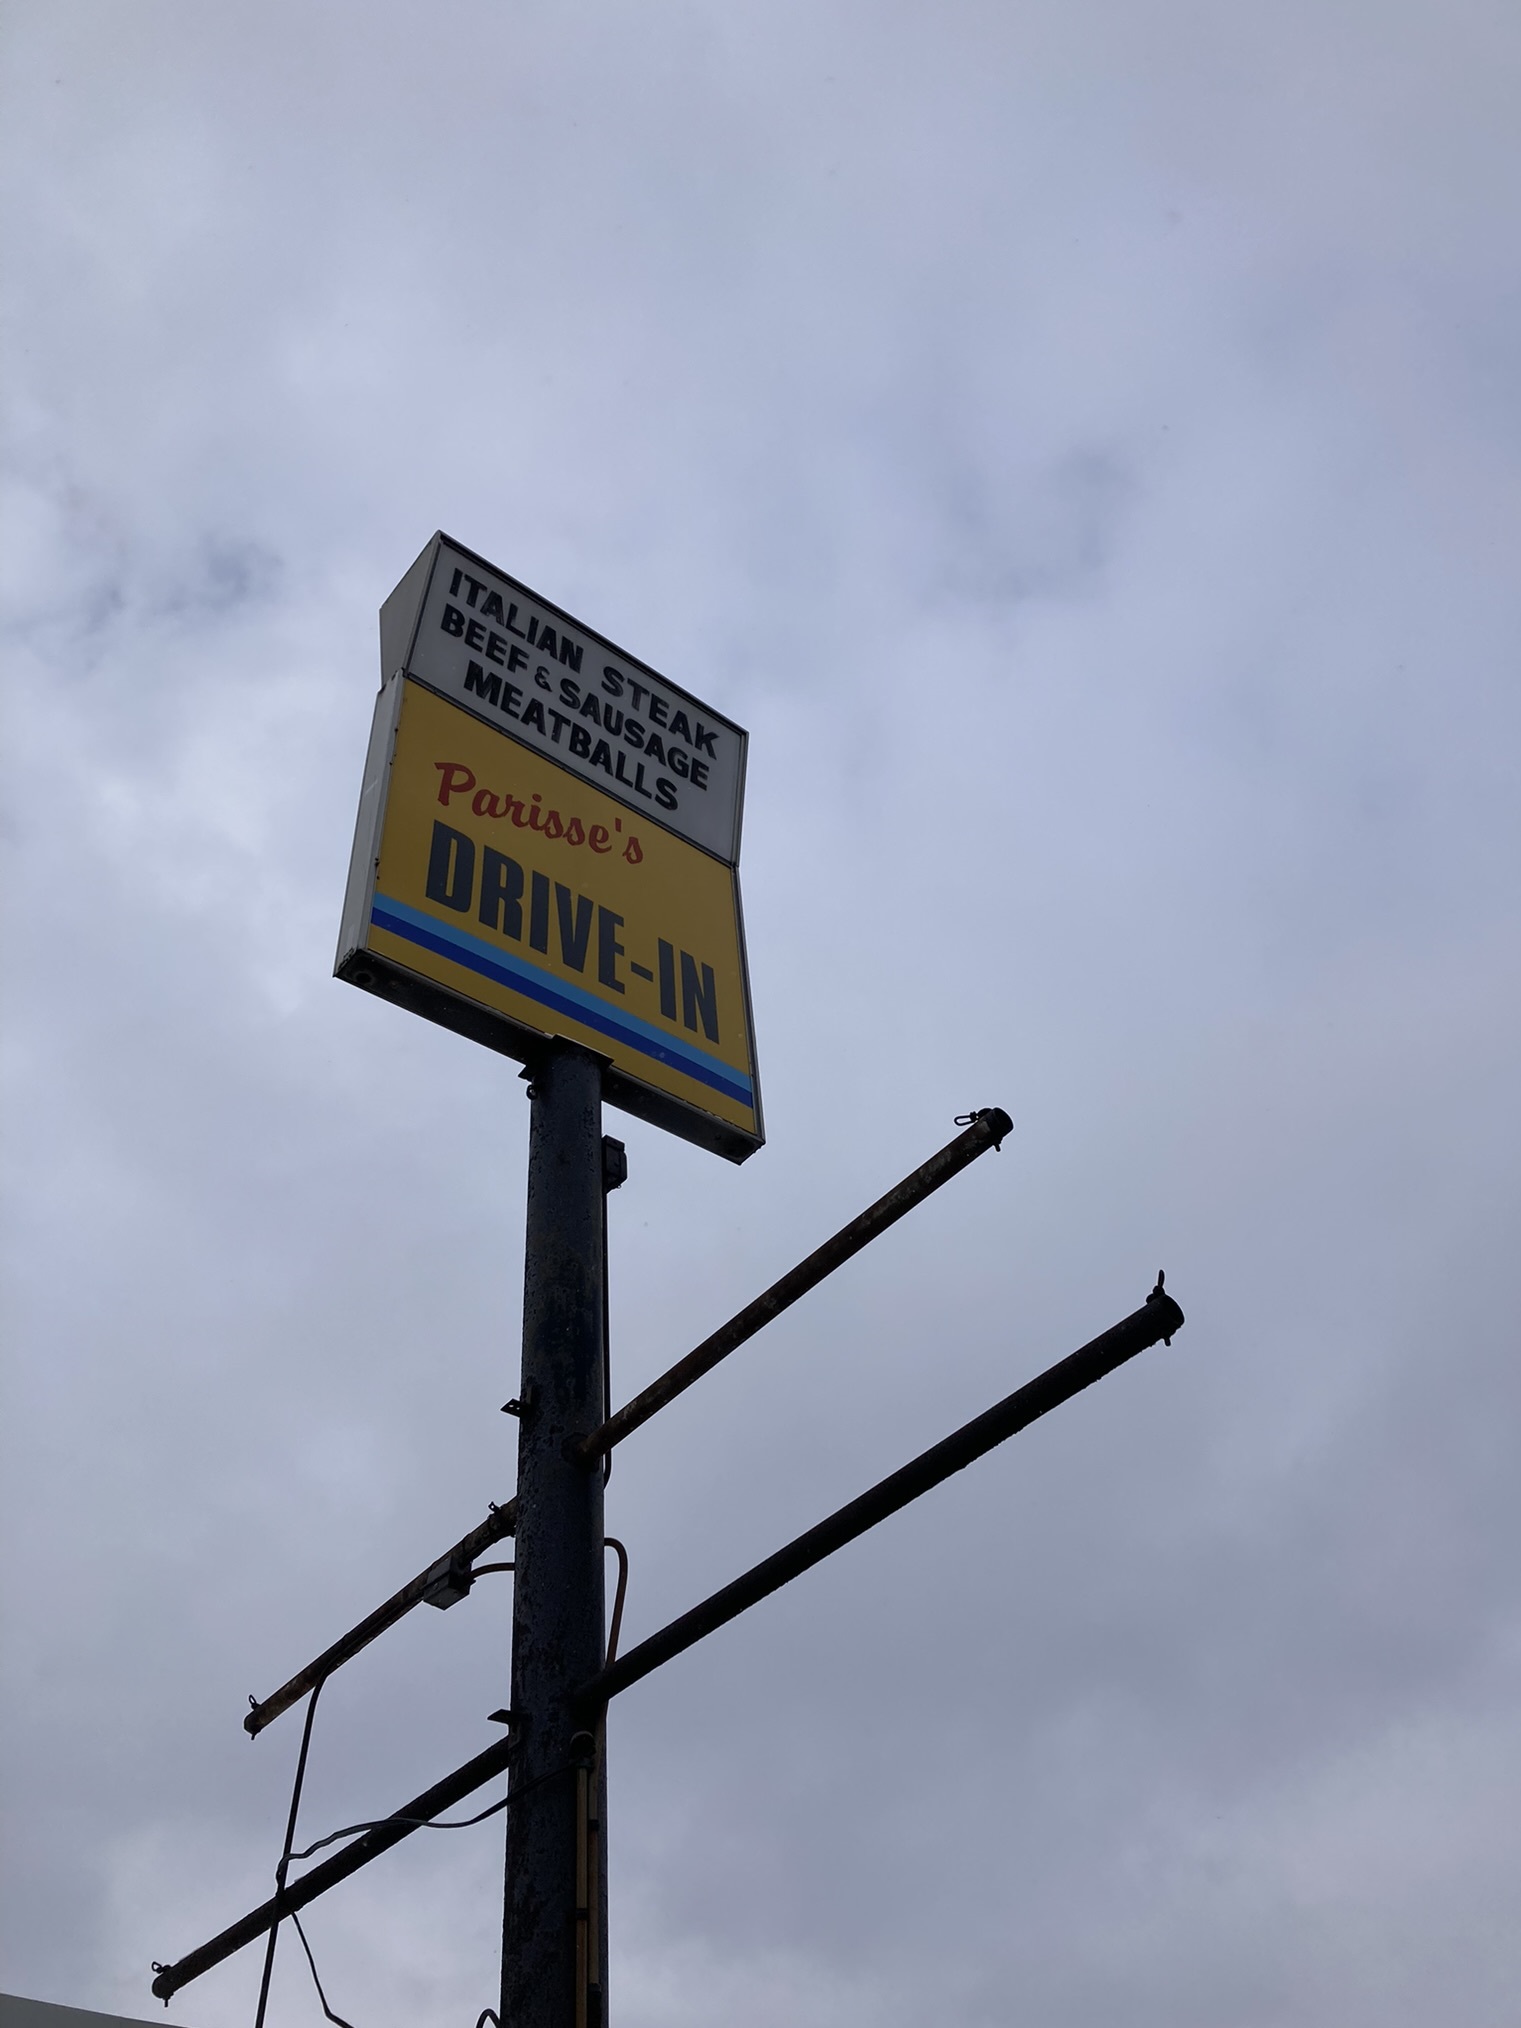 ITALIAN STEAK
BEEF & SAUSAGE
MEATBALLS
Parisse's
DRIVE-IN